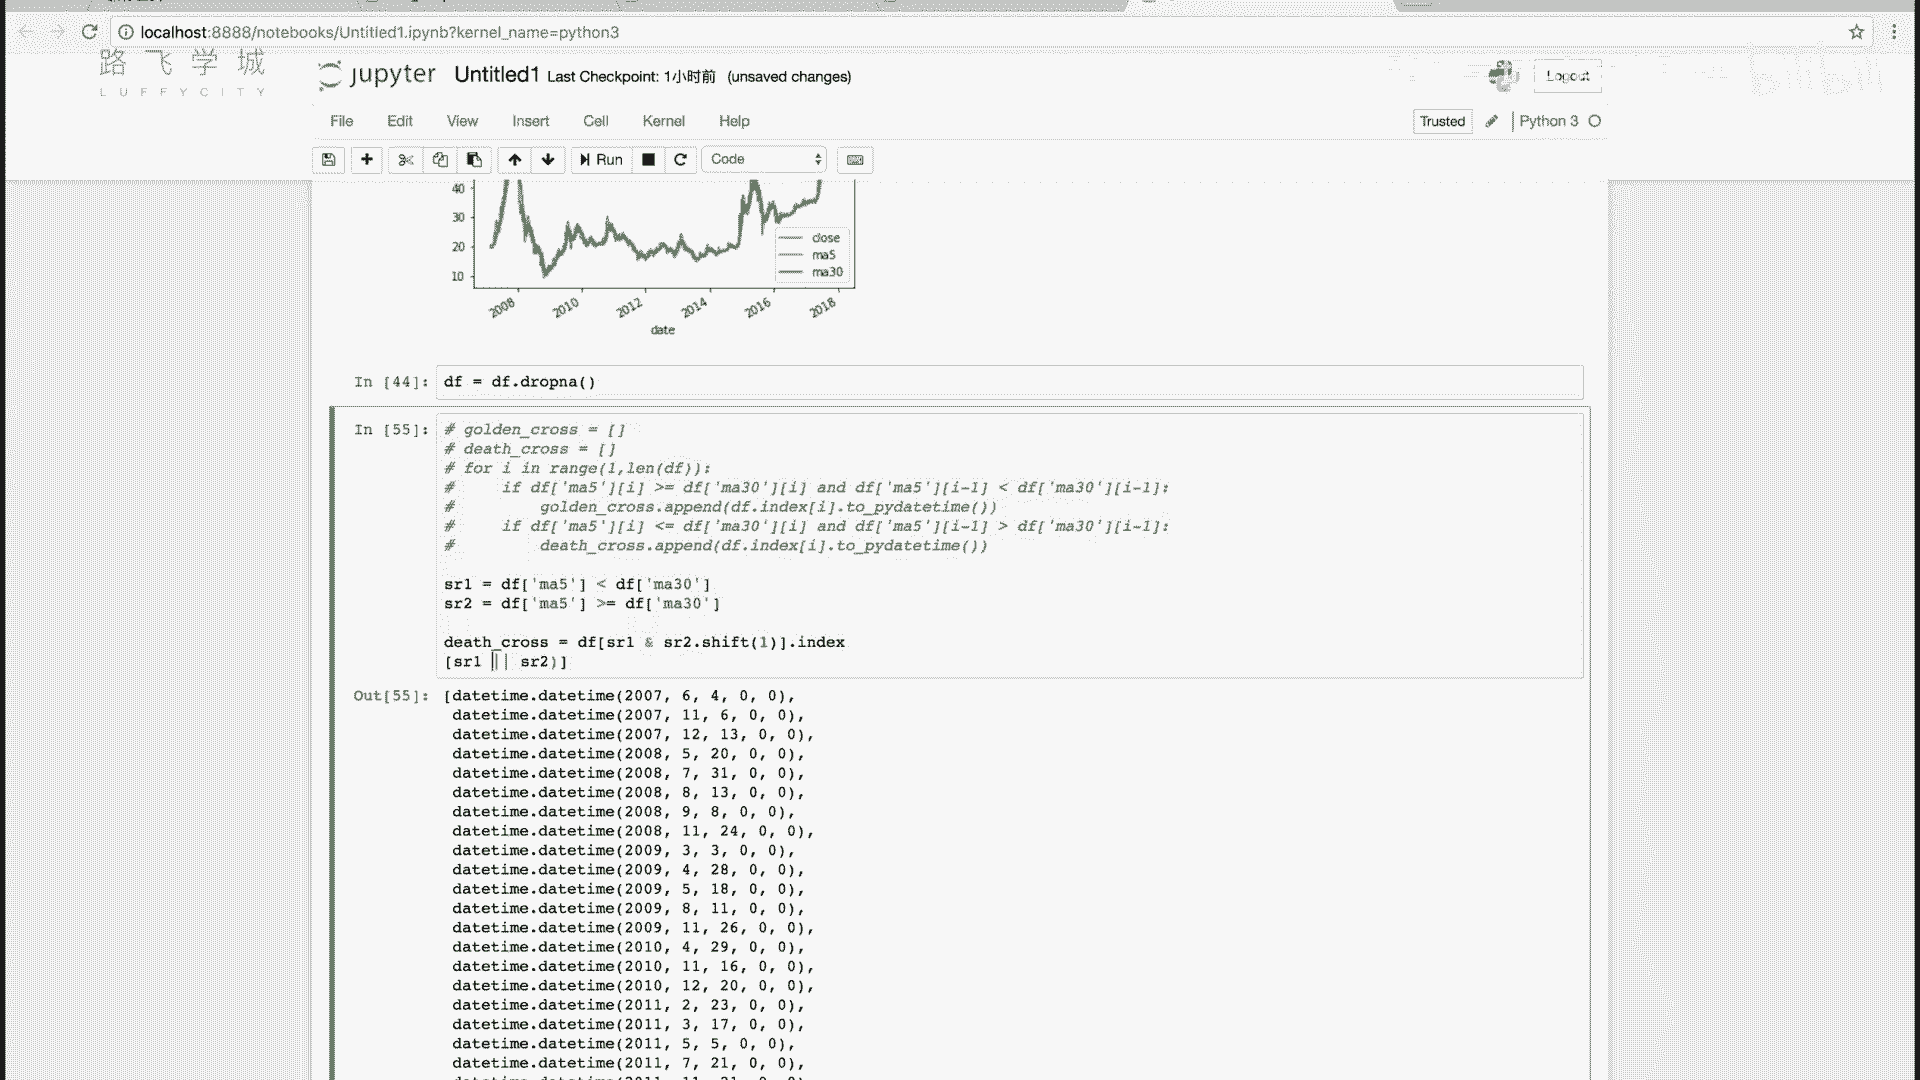 localhost:8888/notebooks/Untitled1.ipynb?kernel_name=python3
路飞学城
LUFFYCITY
jupyter Untitled1 Last Checkpoint: 1小时前 (unsaved changes)
Logout
File Edit View Insert Cell Kernel Help
Trusted Python 3
Run Code
40
30
20
10
close
ma5
ma30
2008 2010 2012 2014 2016 2018
date
In [44]: df = df.dropna()
In [55]: # golden_cross = []
# death_cross = []
# for i in range(1,len(df)):
#     if df['ma5'][i] >= df['ma30'][i] and df['ma5'][i-1] < df['ma30'][i-1]:
#         golden_cross.append(df.index[i].to_pydatetime())
#     if df['ma5'][i] <= df['ma30'][i] and df['ma5'][i-1] > df['ma30'][i-1]:
#         death_cross.append(df.index[i].to_pydatetime())
sr1 = df['ma5'] < df['ma30']
sr2 = df['ma5'] >= df['ma30']
death_cross = df[sr1 & sr2.shift(1)].index
[sr1 || sr2)]
Out[55]: [datetime.datetime(2007, 6, 4, 0, 0),
datetime.datetime(2007, 11, 6, 0, 0),
datetime.datetime(2007, 12, 13, 0, 0),
datetime.datetime(2008, 5, 20, 0, 0),
datetime.datetime(2008, 7, 31, 0, 0),
datetime.datetime(2008, 8, 13, 0, 0),
datetime.datetime(2008, 9, 8, 0, 0),
datetime.datetime(2008, 11, 24, 0, 0),
datetime.datetime(2009, 3, 3, 0, 0),
datetime.datetime(2009, 4, 28, 0, 0),
datetime.datetime(2009, 5, 18, 0, 0),
datetime.datetime(2009, 8, 11, 0, 0),
datetime.datetime(2009, 11, 26, 0, 0),
datetime.datetime(2010, 4, 29, 0, 0),
datetime.datetime(2010, 11, 16, 0, 0),
datetime.datetime(2010, 12, 20, 0, 0),
datetime.datetime(2011, 2, 23, 0, 0),
datetime.datetime(2011, 3, 17, 0, 0),
datetime.datetime(2011, 5, 5, 0, 0),
datetime.datetime(2011, 7, 21, 0, 0),